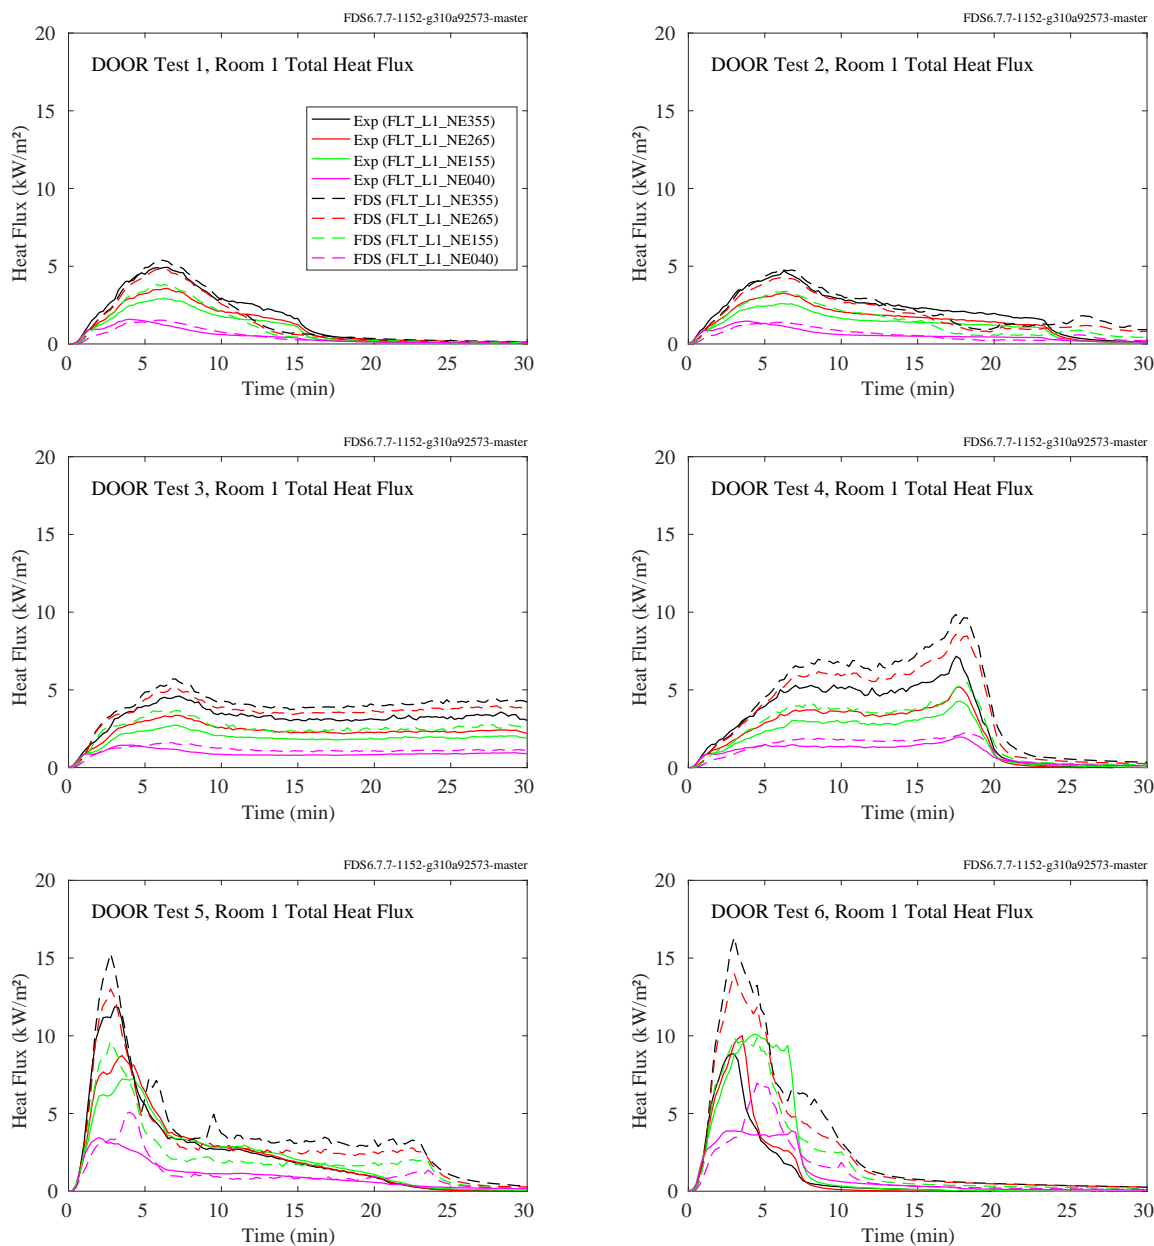 FDS6.7.7-1152-g310a92573-master
DOOR Test 1, Room 1 Total Heat Flux
Exp (FLT_L1_NE355)
Exp (FLT_L1_NE265)
Exp (FLT_L1_NE155)
Exp (FLT_L1_NE040)
FDS (FLT_L1_NE355)
FDS (FLT_L1_NE265)
FDS (FLT_L1_NE155)
FDS (FLT_L1_NE040)
Heat Flux (kW/m²)
20
15
10
5
0
0 5 10 15 20 25 30
Time (min)
FDS6.7.7-1152-g310a92573-master
DOOR Test 2, Room 1 Total Heat Flux
Heat Flux (kW/m²)
20
15
10
5
0
0 5 10 15 20 25 30
Time (min)
FDS6.7.7-1152-g310a92573-master
DOOR Test 3, Room 1 Total Heat Flux
Heat Flux (kW/m²)
20
15
10
5
0
0 5 10 15 20 25 30
Time (min)
FDS6.7.7-1152-g310a92573-master
DOOR Test 4, Room 1 Total Heat Flux
Heat Flux (kW/m²)
20
15
10
5
0
0 5 10 15 20 25 30
Time (min)
FDS6.7.7-1152-g310a92573-master
DOOR Test 5, Room 1 Total Heat Flux
Heat Flux (kW/m²)
20
15
10
5
0
0 5 10 15 20 25 30
Time (min)
FDS6.7.7-1152-g310a92573-master
DOOR Test 6, Room 1 Total Heat Flux
Heat Flux (kW/m²)
20
15
10
5
0
0 5 10 15 20 25 30
Time (min)